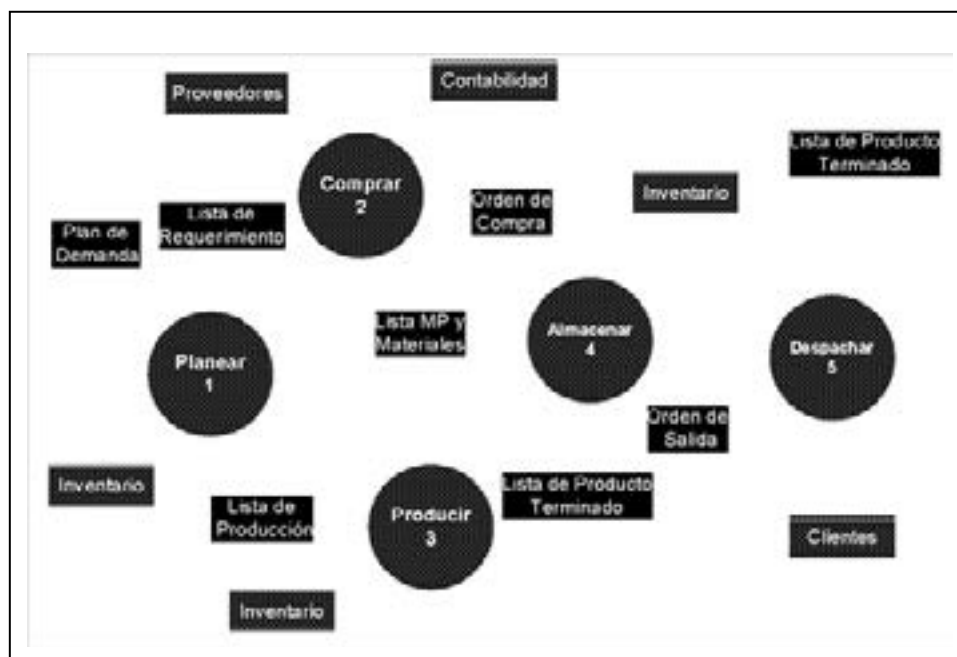 Contabilidad
Proveedores
Lista de Producto
Terminado
Comprar
2
Inventario
Orden de
Compra
Lista de
Requerimiento
Plan de
Demanda
Lista MP y
Materiales
Almacenar
4
Despachar
5
Planear
1
Orden de
Salida
Inventario
Lista de Producto
Terminado
Lista de
Producción
Producir
3
Clientes
Inventario